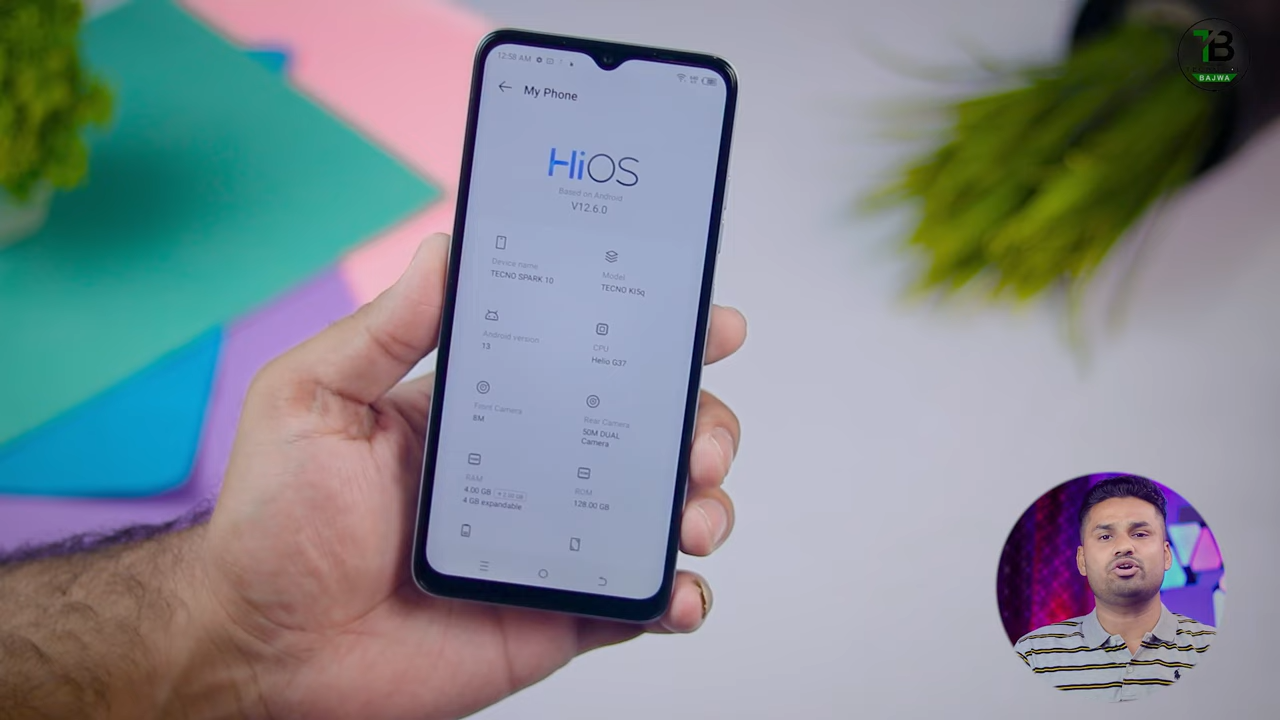 12:58 AM
My Phone
HiOS
Based on Android
V12.6.0
Device name
TECNO SPARK 10
Model
TECNO KI5q
Android version
13
CPU
Helio G37
Front Camera
8M
Rear Camera
50M DUAL
Camera
RAM
4.00 GB
4 GB expandable
ROM
128.00 GB
BAJWA